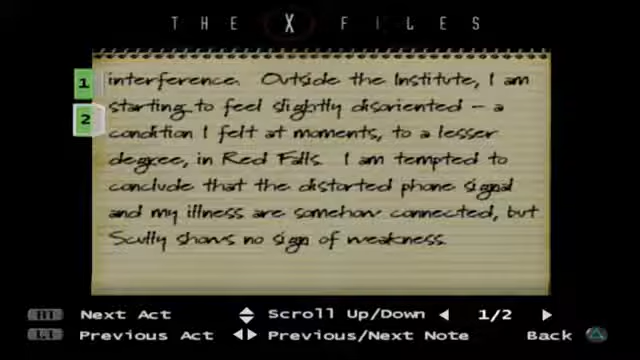 THE X FILES
1
2
interference. Outside the Institute, I am
starting to feel slightly disoriented - a
condition I felt at moments, to a lesser
degree, in Red Falls. I am tempted to
conclude that the distorted phone signal
and my illness are somehow connected, but
Scully shows no sign of weakness.
R1 Next Act Scroll Up/Down 1/2
L1 Previous Act Previous/Next Note Back